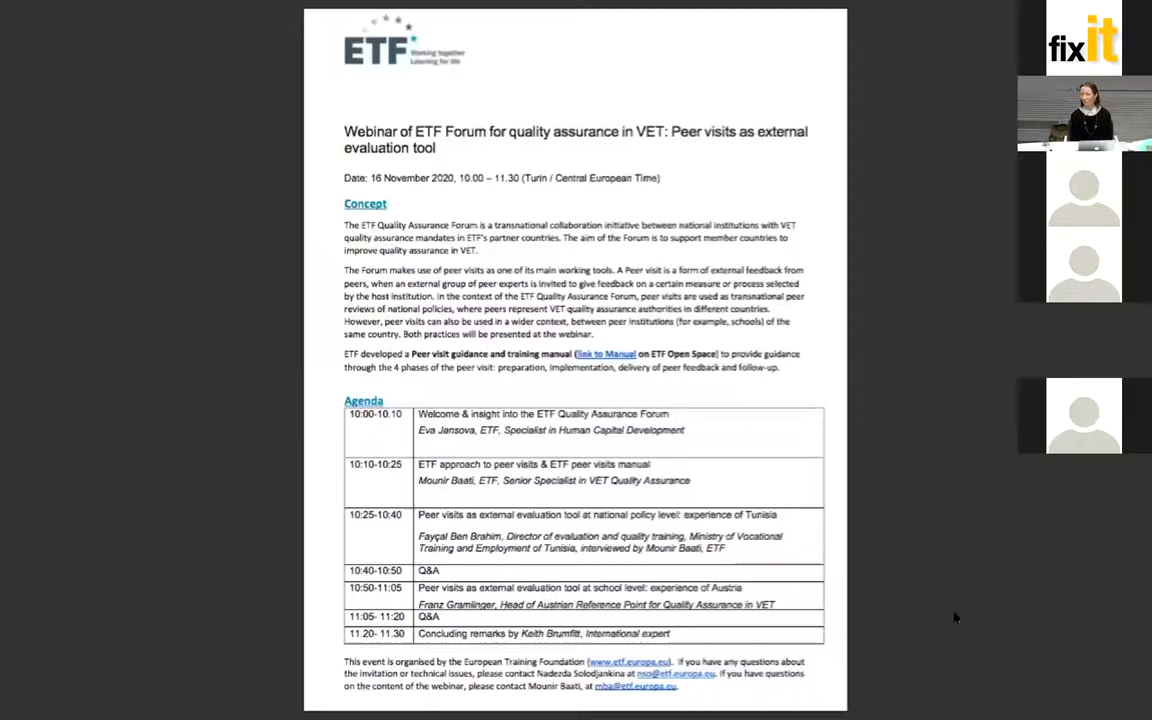 ETF
Working together
Learning for life
fixit
Webinar of ETF Forum for quality assurance in VET: Peer visits as external
evaluation tool
Date: 16 November 2020, 10.00 – 11.30 (Turin / Central European Time)
Concept
The ETF Quality Assurance Forum is a transnational collaboration initiative between national institutions with VET
quality assurance mandates in ETF's partner countries. The aim of the Forum is to support member countries to
improve quality assurance in VET.
The Forum makes use of peer visits as one of its main working tools. A Peer visit is a form of external feedback from
peers, when an external group of peer experts is invited to give feedback on a certain measure or process selected
by the host institution. In the context of the ETF Quality Assurance Forum, peer visits are used as transnational peer
reviews of national policies, where peers represent VET quality assurance authorities in different countries.
However, peer visits can also be used in a wider context, between peer institutions (for example, schools) of the
same country. Both practices will be presented at the webinar.
ETF developed a Peer visit guidance and training manual (link to Manual on ETF Open Space) to provide guidance
through the 4 phases of the peer visit: preparation, implementation, delivery of peer feedback and follow-up.
Agenda
10:00-10.10 Welcome & insight into the ETF Quality Assurance Forum
Eva Jansova, ETF, Specialist in Human Capital Development
10:10-10:25 ETF approach to peer visits & ETF peer visits manual
Mounir Baati, ETF, Senior Specialist in VET Quality Assurance
10:25-10:40 Peer visits as external evaluation tool at national policy level: experience of Tunisia
Fayçal Ben Brahim, Director of evaluation and quality training, Ministry of Vocational
Training and Employment of Tunisia, interviewed by Mounir Baati, ETF
10:40-10:50 Q&A
10:50-11:05 Peer visits as external evaluation tool at school level: experience of Austria
Franz Gramlinger, Head of Austrian Reference Point for Quality Assurance in VET
11:05- 11:20 Q&A
11.20- 11.30 Concluding remarks by Keith Brumfitt, International expert
This event is organised by the European Training Foundation (www.etf.europa.eu). If you have any questions about
the invitation or technical issues, please contact Nadezda Solodjankina at nso@etf.europa.eu. If you have questions
on the content of the webinar, please contact Mounir Baati, at mba@etf.europa.eu.